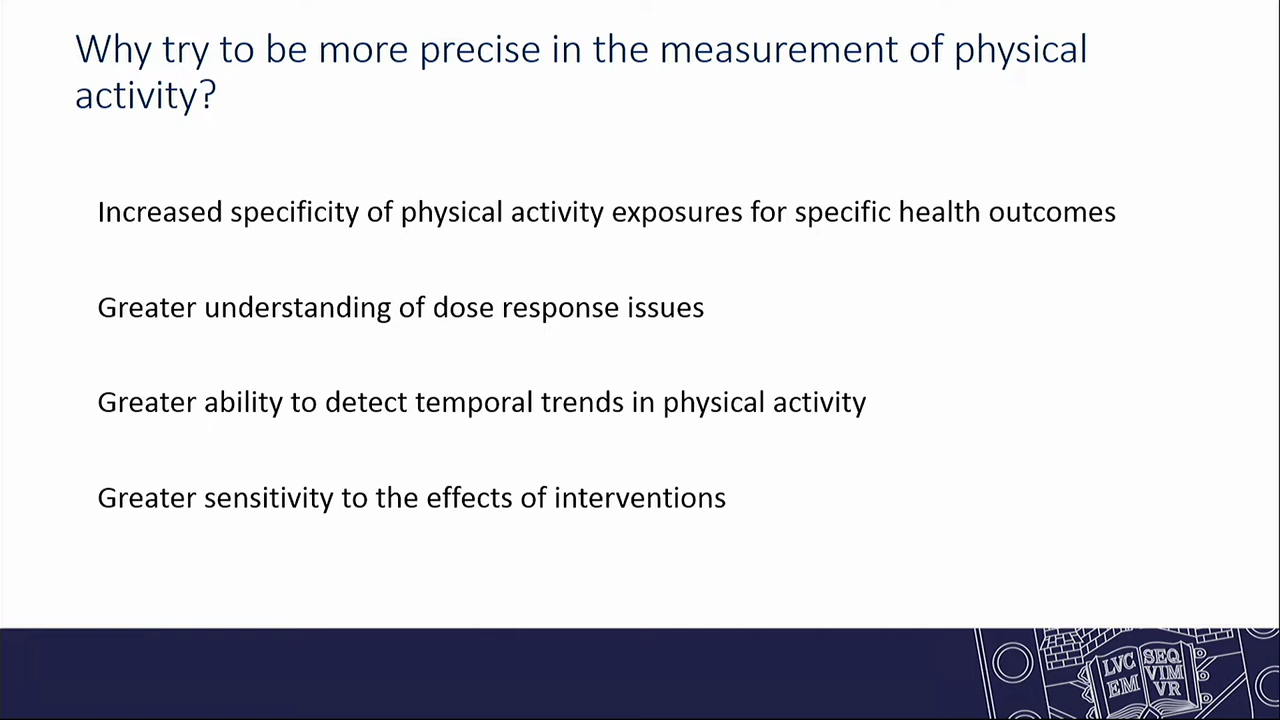 Why try to be more precise in the measurement of physical
activity?
Increased specificity of physical activity exposures for specific health outcomes
Greater understanding of dose response issues
Greater ability to detect temporal trends in physical activity
Greater sensitivity to the effects of interventions
LVC SEQ
EM VIM
VR